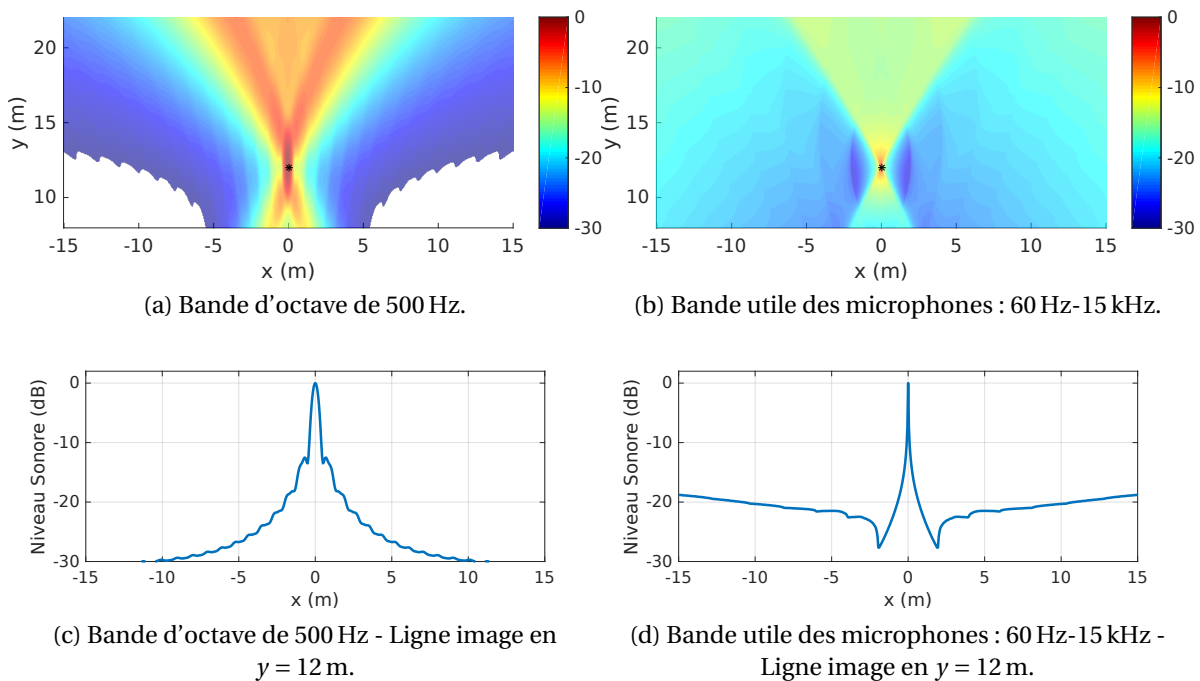 20
15
10
y (m)
-15 -10 -5 0 5 10 15
x (m)
0
-10
-20
-30
(a) Bande d'octave de 500 Hz.
20
15
10
y (m)
-15 -10 -5 0 5 10 15
x (m)
0
-10
-20
-30
(b) Bande utile des microphones : 60 Hz-15 kHz.
0
-10
-20
-30
Niveau Sonore (dB)
-15 -10 -5 0 5 10 15
x (m)
(c) Bande d'octave de 500 Hz - Ligne image en
y = 12 m.
0
-10
-20
-30
Niveau Sonore (dB)
-15 -10 -5 0 5 10 15
x (m)
(d) Bande utile des microphones : 60 Hz-15 kHz -
Ligne image en y = 12 m.